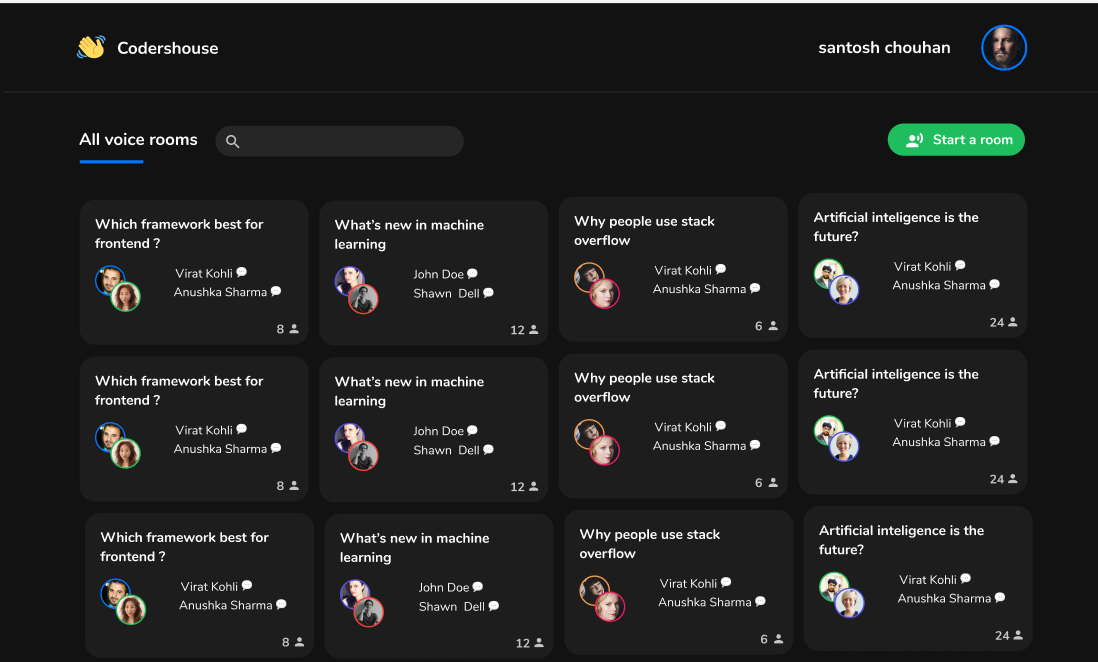 Codershouse
santosh chouhan
All voice rooms
Start a room
Which framework best for
frontend ?
Virat Kohli
Anushka Sharma
8
What's new in machine
learning
John Doe
Shawn Dell
12
Why people use stack
overflow
Virat Kohli
Anushka Sharma
6
Artificial inteligence is the
future?
Virat Kohli
Anushka Sharma
24
Which framework best for
frontend ?
Virat Kohli
Anushka Sharma
8
What's new in machine
learning
John Doe
Shawn Dell
12
Why people use stack
overflow
Virat Kohli
Anushka Sharma
6
Artificial inteligence is the
future?
Virat Kohli
Anushka Sharma
24
Which framework best for
frontend ?
Virat Kohli
Anushka Sharma
8
What's new in machine
learning
John Doe
Shawn Dell
12
Why people use stack
overflow
Virat Kohli
Anushka Sharma
6
Artificial inteligence is the
future?
Virat Kohli
Anushka Sharma
24